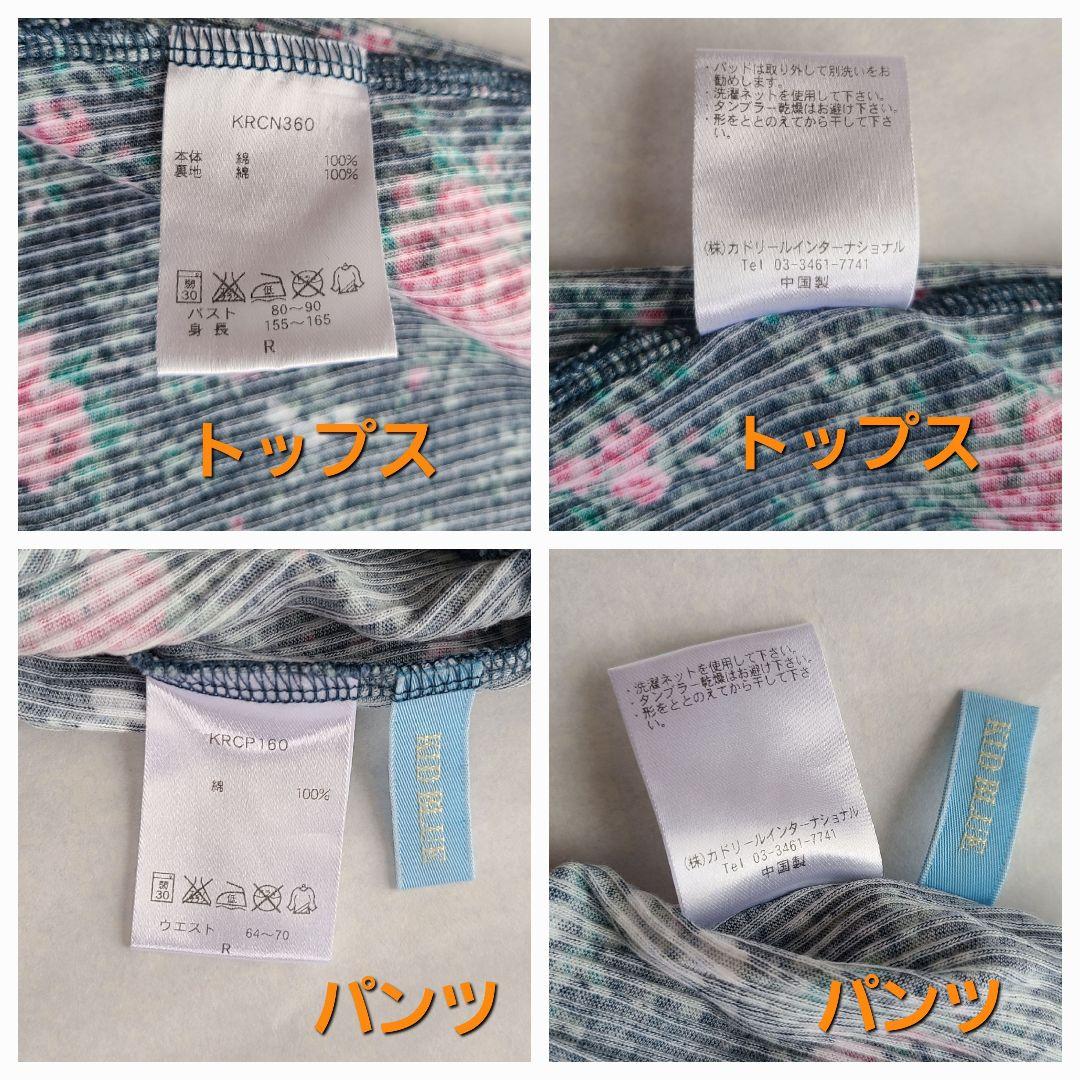 KRCN360
本体 綿 100%
裏地 綿 100%
弱 30 低
バスト 80～90
身長 155～165
R
トップス
・パッドは取り外して別洗いをお
勧めします。
・洗濯ネットを使用して下さい。
・タンブラー乾燥はお避け下さい。
・形をととのえてから干して下さ
い。
(株)カドリールインターナショナル
Tel 03-3461-7741
中国製
トップス
KRCP160
綿 100%
弱 30 低
ウエスト 64～70
R
KID BLUE
パンツ
・洗濯ネットを使用して下さい。
・タンブラー乾燥はお避け下さい。
・形をととのえてから干して下さ
い。
(株)カドリールインターナショナル
Tel 03-3461-7741
中国製
KID BLUE
パンツ